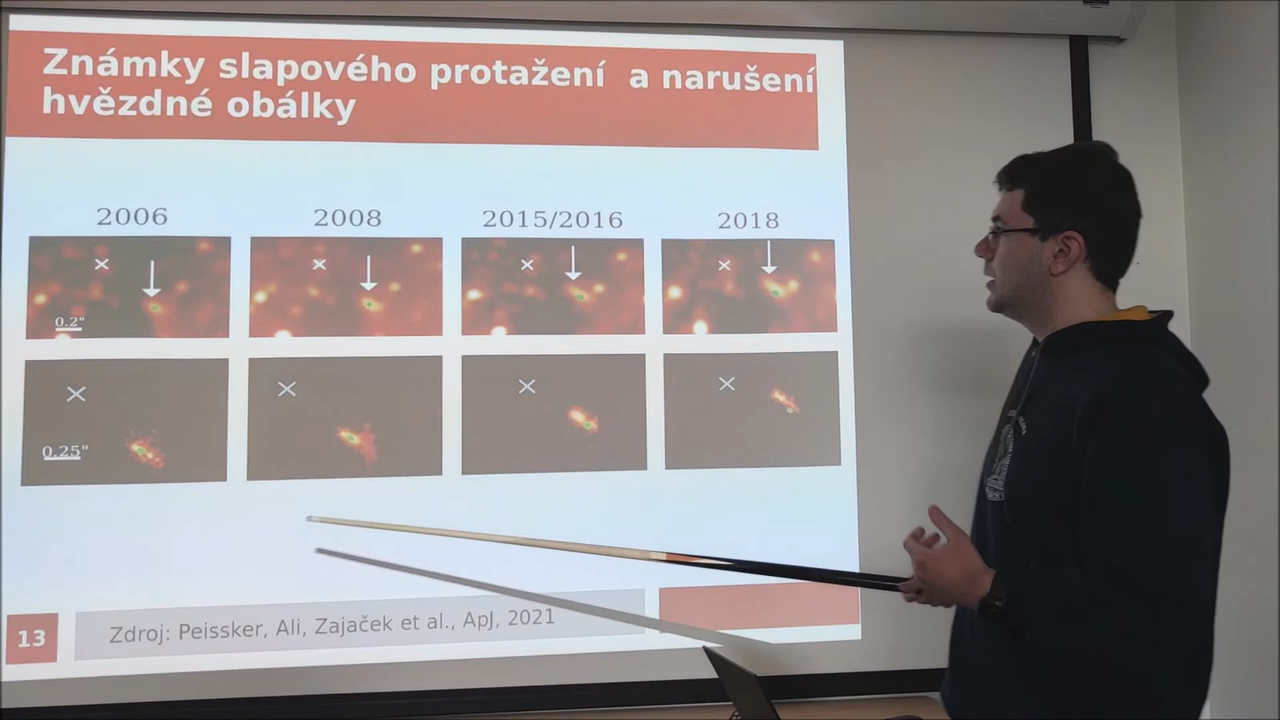 Známky slapového protažení a narušení
hvězdné obálky
2006 2008 2015/2016 2018
0.2"
0.25"
13 Zdroj: Peissker, Ali, Zajaček et al., ApJ, 2021